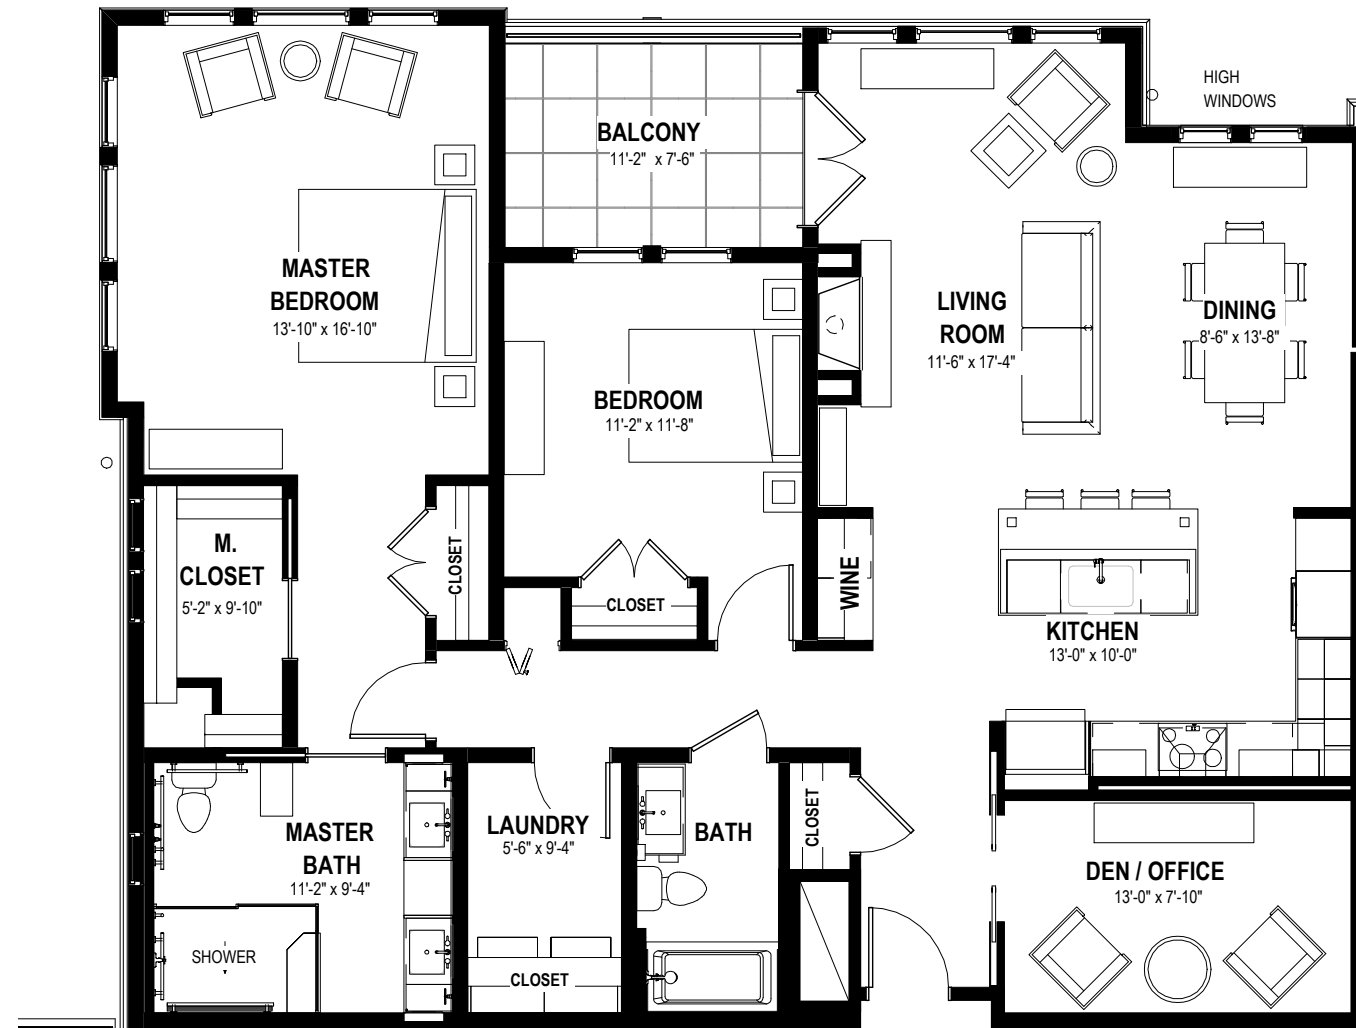 HIGH
WINDOWS
BALCONY
11'-2" x 7'-6"
MASTER
BEDROOM
13'-10" x 16'-10"
LIVING
ROOM
11'-6" x 17'-4"
DINING
8'-6" x 13'-8"
BEDROOM
11'-2" x 11'-8"
M.
CLOSET
5'-2" x 9'-10"
CLOSET
CLOSET
WINE
KITCHEN
13'-0" x 10'-0"
MASTER
BATH
11'-2" x 9'-4"
LAUNDRY
5'-6" x 9'-4"
BATH
CLOSET
DEN / OFFICE
13'-0" x 7'-10"
SHOWER
CLOSET